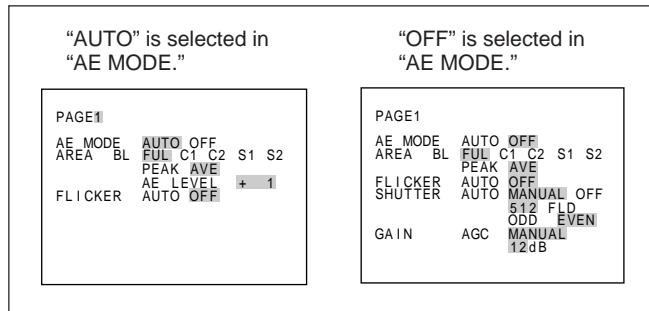 “AUTO” is selected in
“AE MODE.”
PAGE1
AE MODE AUTO OFF
AREA BL FUL C1 C2 S1 S2
PEAK AVE
AE LEVEL + 1
FLICKER AUTO OFF
“OFF” is selected in
“AE MODE.”
PAGE1
AE MODE AUTO OFF
AREA BL FUL C1 C2 S1 S2
PEAK AVE
FLICKER AUTO OFF
SHUTTER AUTO MANUAL OFF
512 FLD
ODD EVEN
GAIN AGC MANUAL
12dB